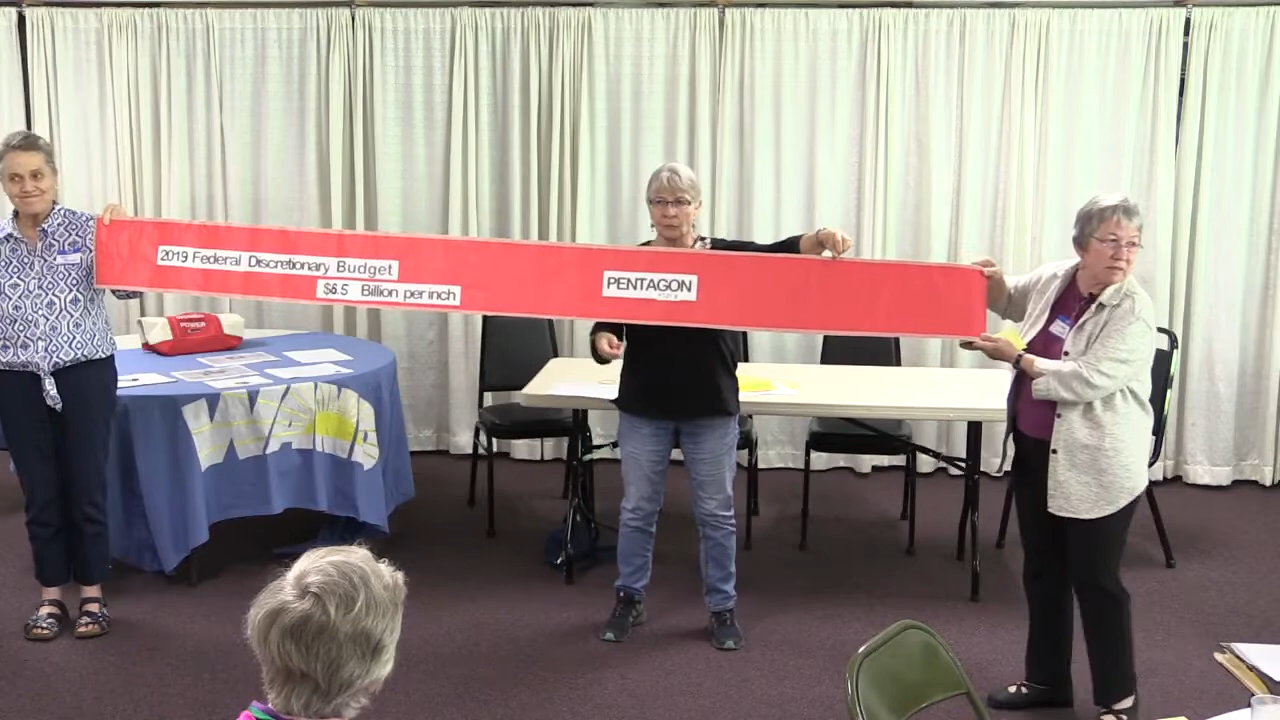 2019 Federal Discretionary Budget
$6.5 Billion per inch
PENTAGON
POWER
WAND